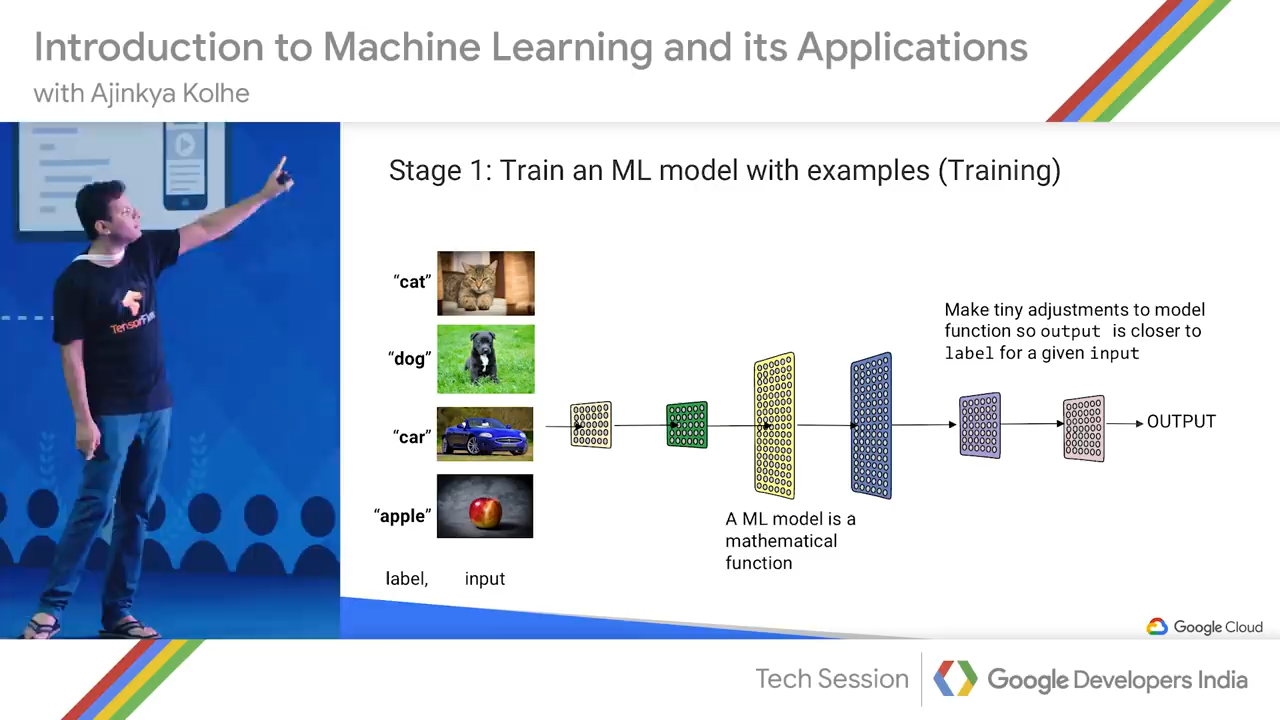 Introduction to Machine Learning and its Applications
with Ajinkya Kolhe
Stage 1: Train an ML model with examples (Training)
“cat”
“dog”
“car”
“apple”
label, input
Make tiny adjustments to model
function so output is closer to
label for a given input
OUTPUT
A ML model is a
mathematical
function
Google Cloud
Tech Session
Google Developers India